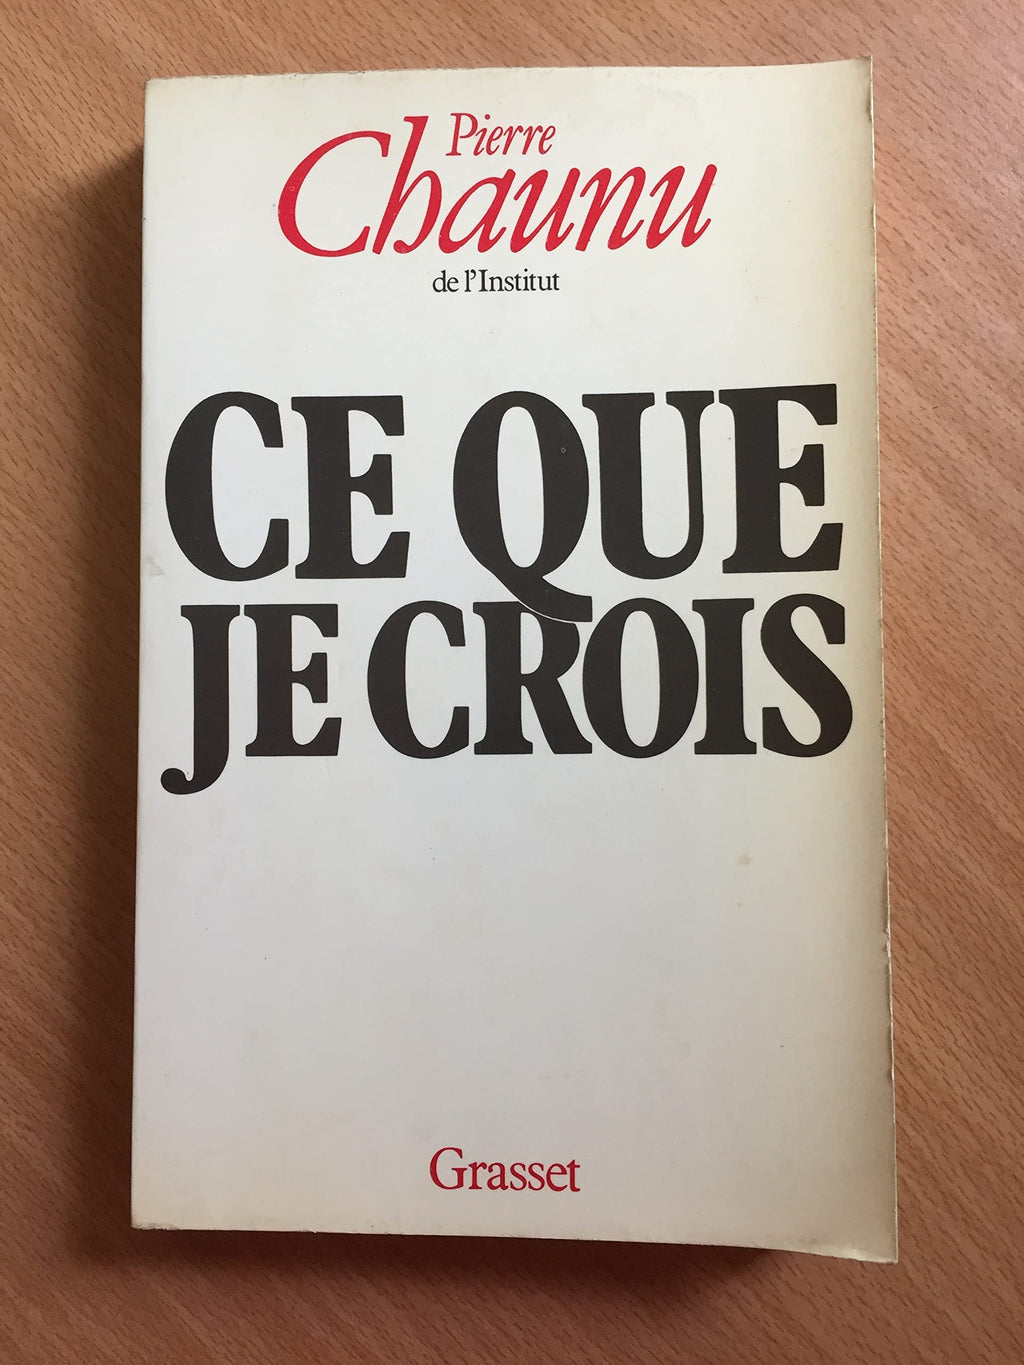 Pierre
Chaunu
de l'Institut
CE QUE
JE CROIS
Grasset